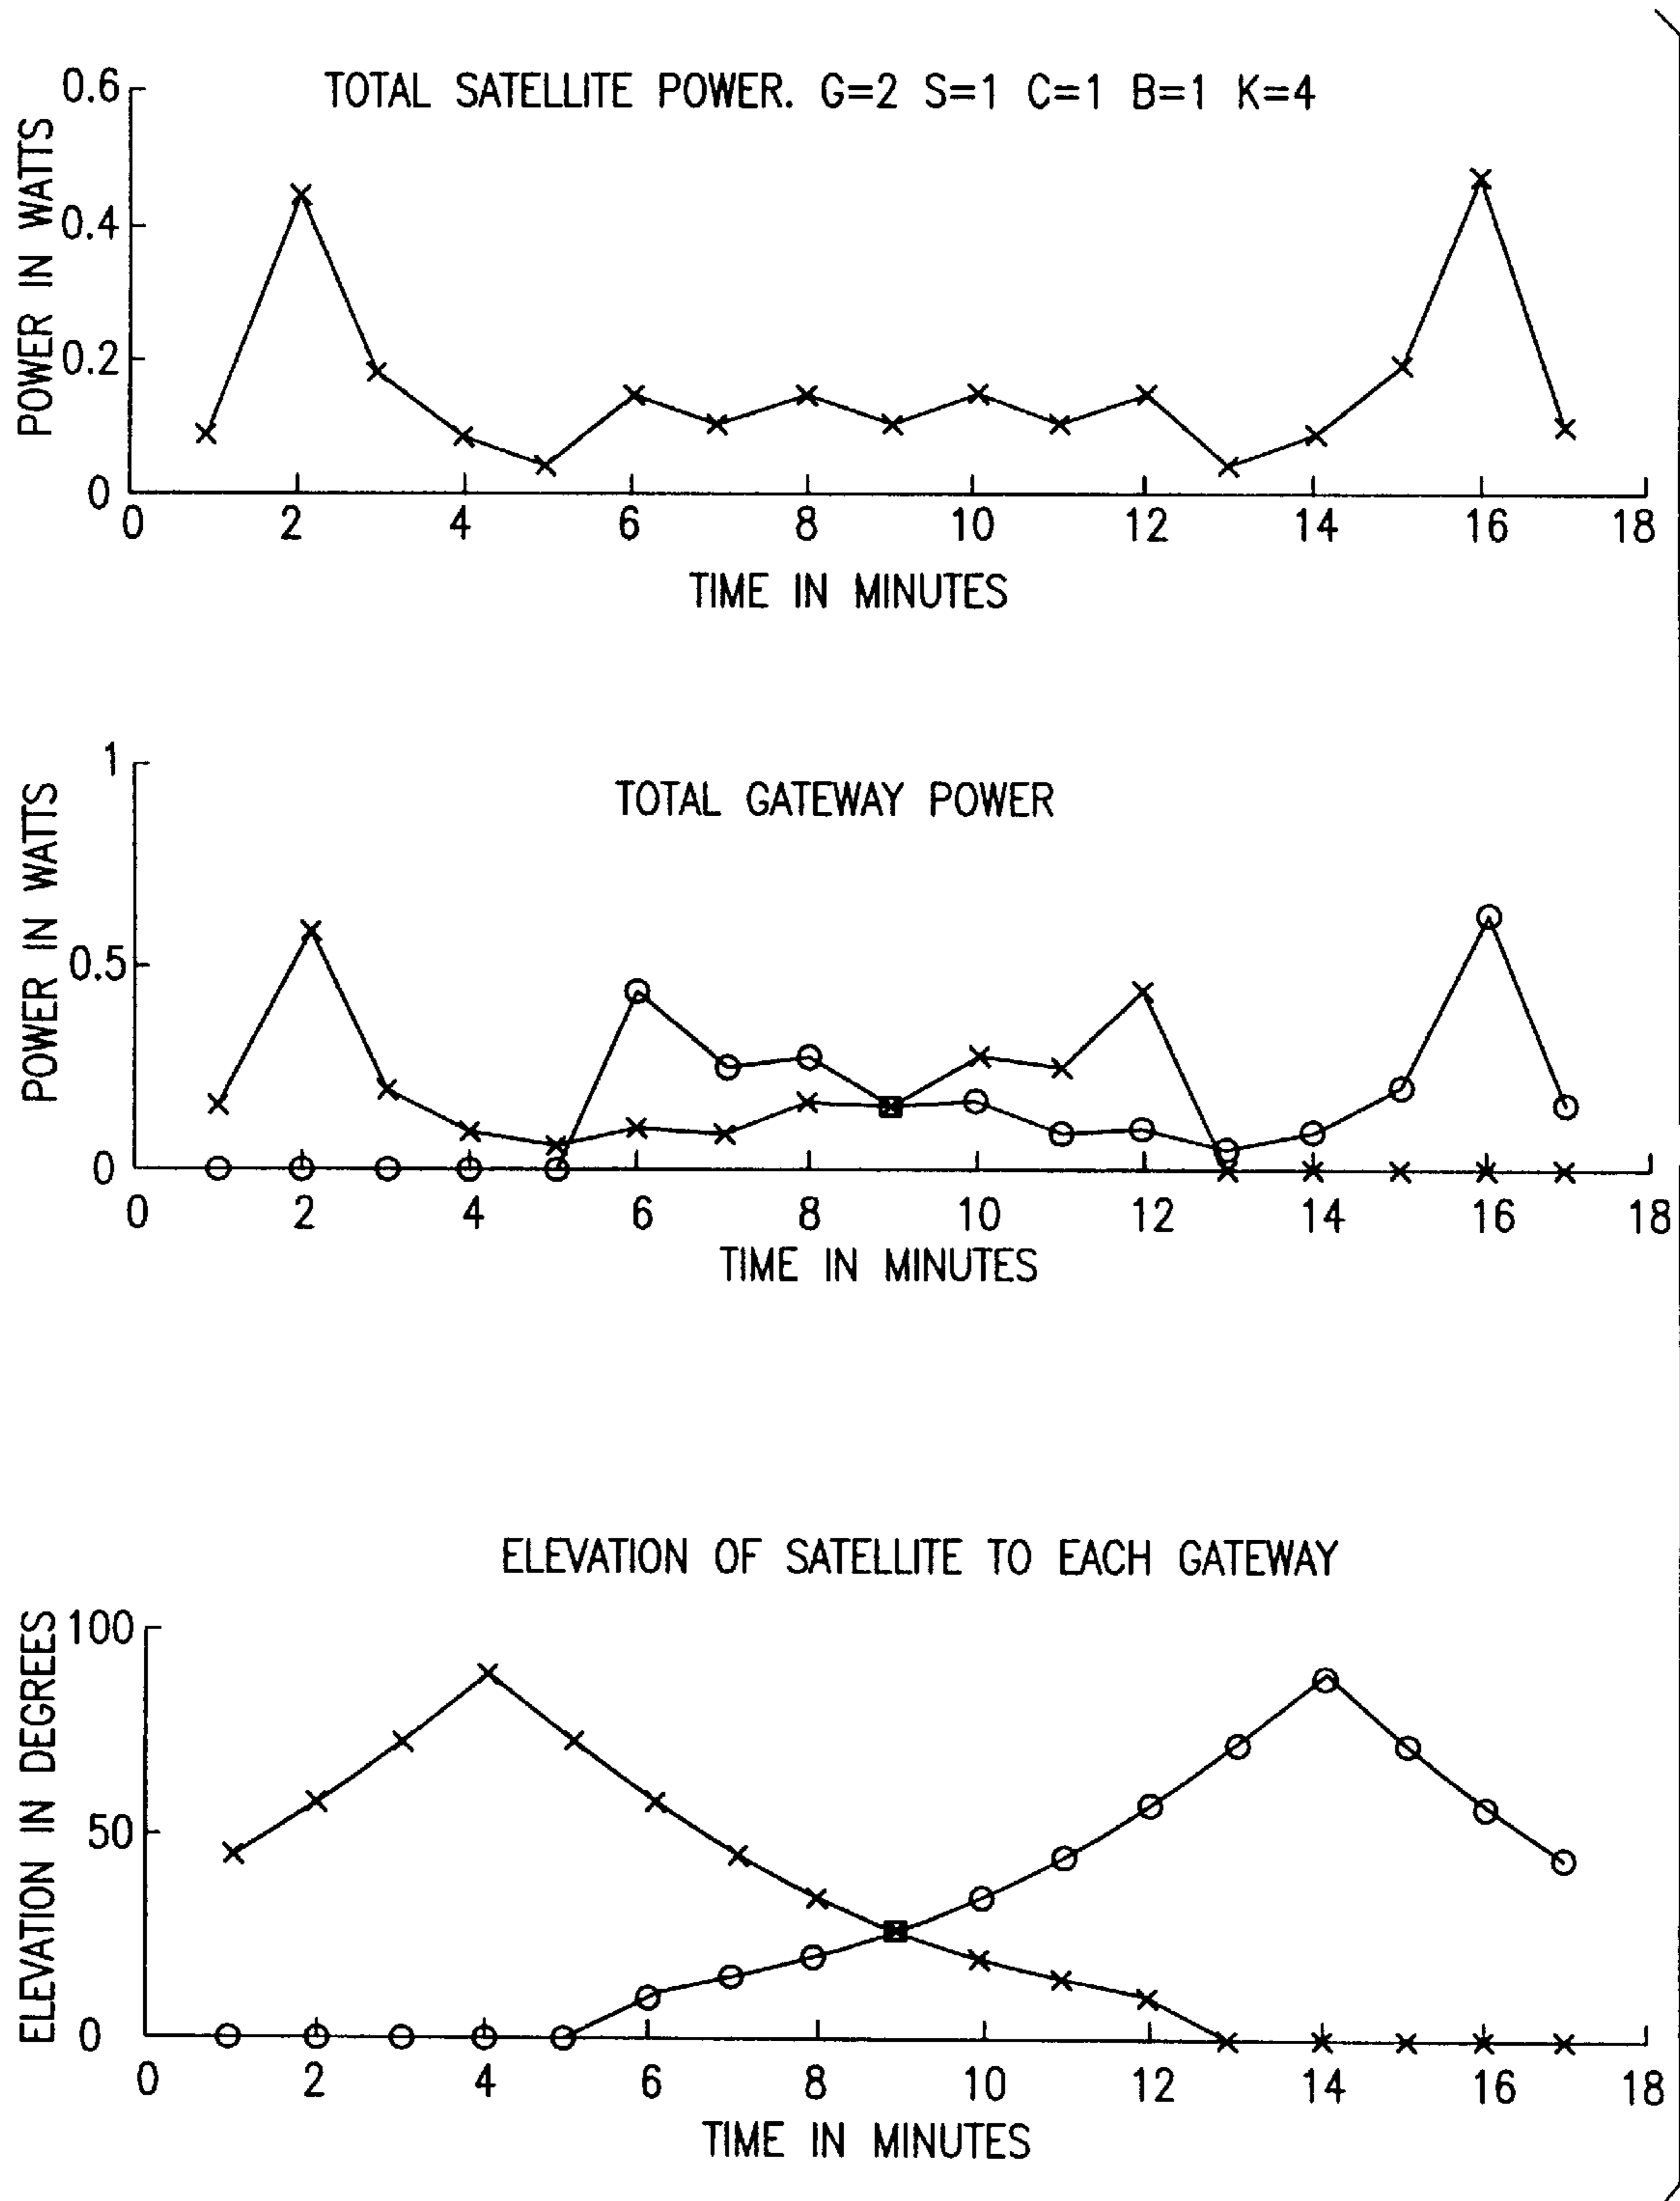 TOTAL SATELLITE POWER. G=2 S=1 C=1 B=1 K=4
POWER IN WATTS
0.6
0.4
0.2
0
0 2 4 6 8 10 12 14 16 18
TIME IN MINUTES
TOTAL GATEWAY POWER
POWER IN WATTS
1
0.5
0
0 2 4 6 8 10 12 14 16 18
TIME IN MINUTES
ELEVATION OF SATELLITE TO EACH GATEWAY
ELEVATION IN DEGREES
100
50
0
0 2 4 6 8 10 12 14 16 18
TIME IN MINUTES